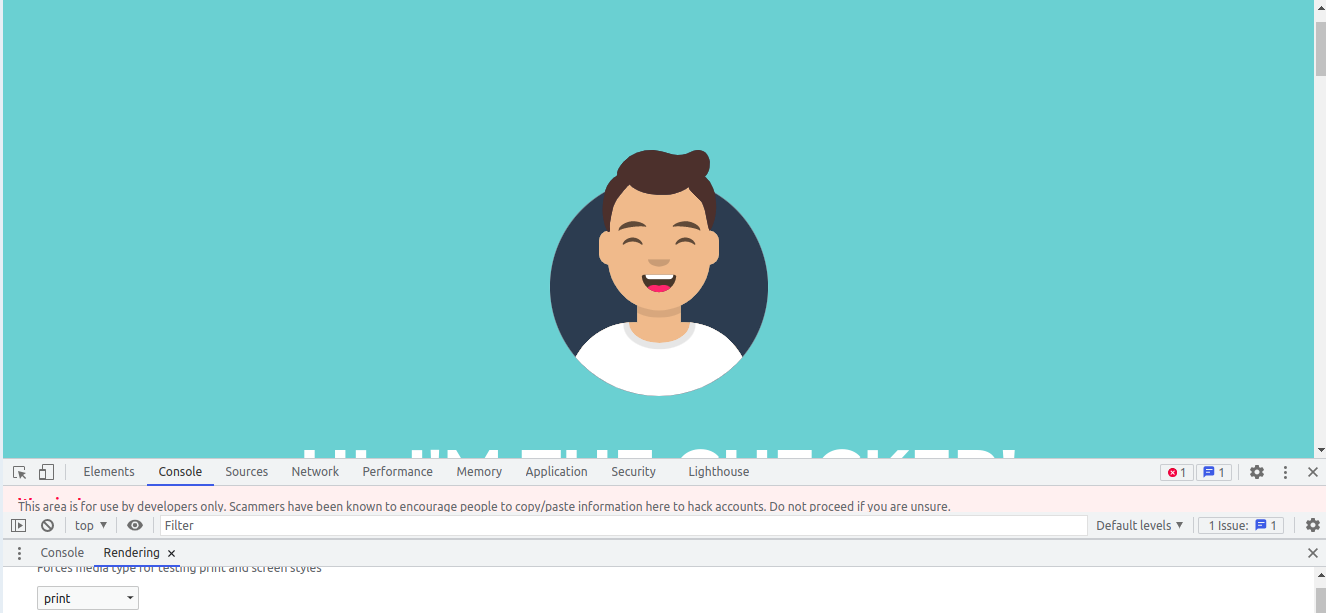 HI, I'M THE CHECKER!
Elements Console Sources Network Performance Memory Application Security Lighthouse 1 1
This area is for use by developers only. Scammers have been known to encourage people to copy/paste information here to hack accounts. Do not proceed if you are unsure.
top Filter Default levels 1 Issue: 1
Console Rendering
Forces media type for testing print and screen styles
print